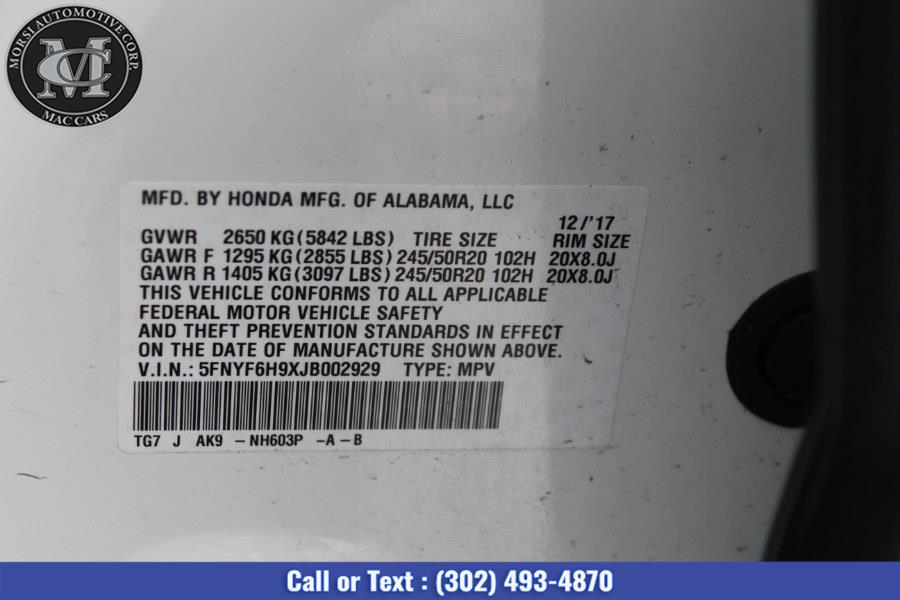 MORSI AUTOMOTIVE CORP.
MC
MAC CARS
MFD. BY HONDA MFG. OF ALABAMA, LLC
12/'17
GVWR 2650 KG(5842 LBS) TIRE SIZE RIM SIZE
GAWR F 1295 KG(2855 LBS)245/50R20 102H 20X8.0J
GAWR R 1405 KG(3097 LBS)245/50R20 102H 20X8.0J
THIS VEHICLE CONFORMS TO ALL APPLICABLE
FEDERAL MOTOR VEHICLE SAFETY
AND THEFT PREVENTION STANDARDS IN EFFECT
ON THE DATE OF MANUFACTURE SHOWN ABOVE.
V.I.N.: 5FNYF6H9XJB002929 TYPE: MPV
TG7 J AK9 -NH603P -A-B
Call or Text : (302) 493-4870